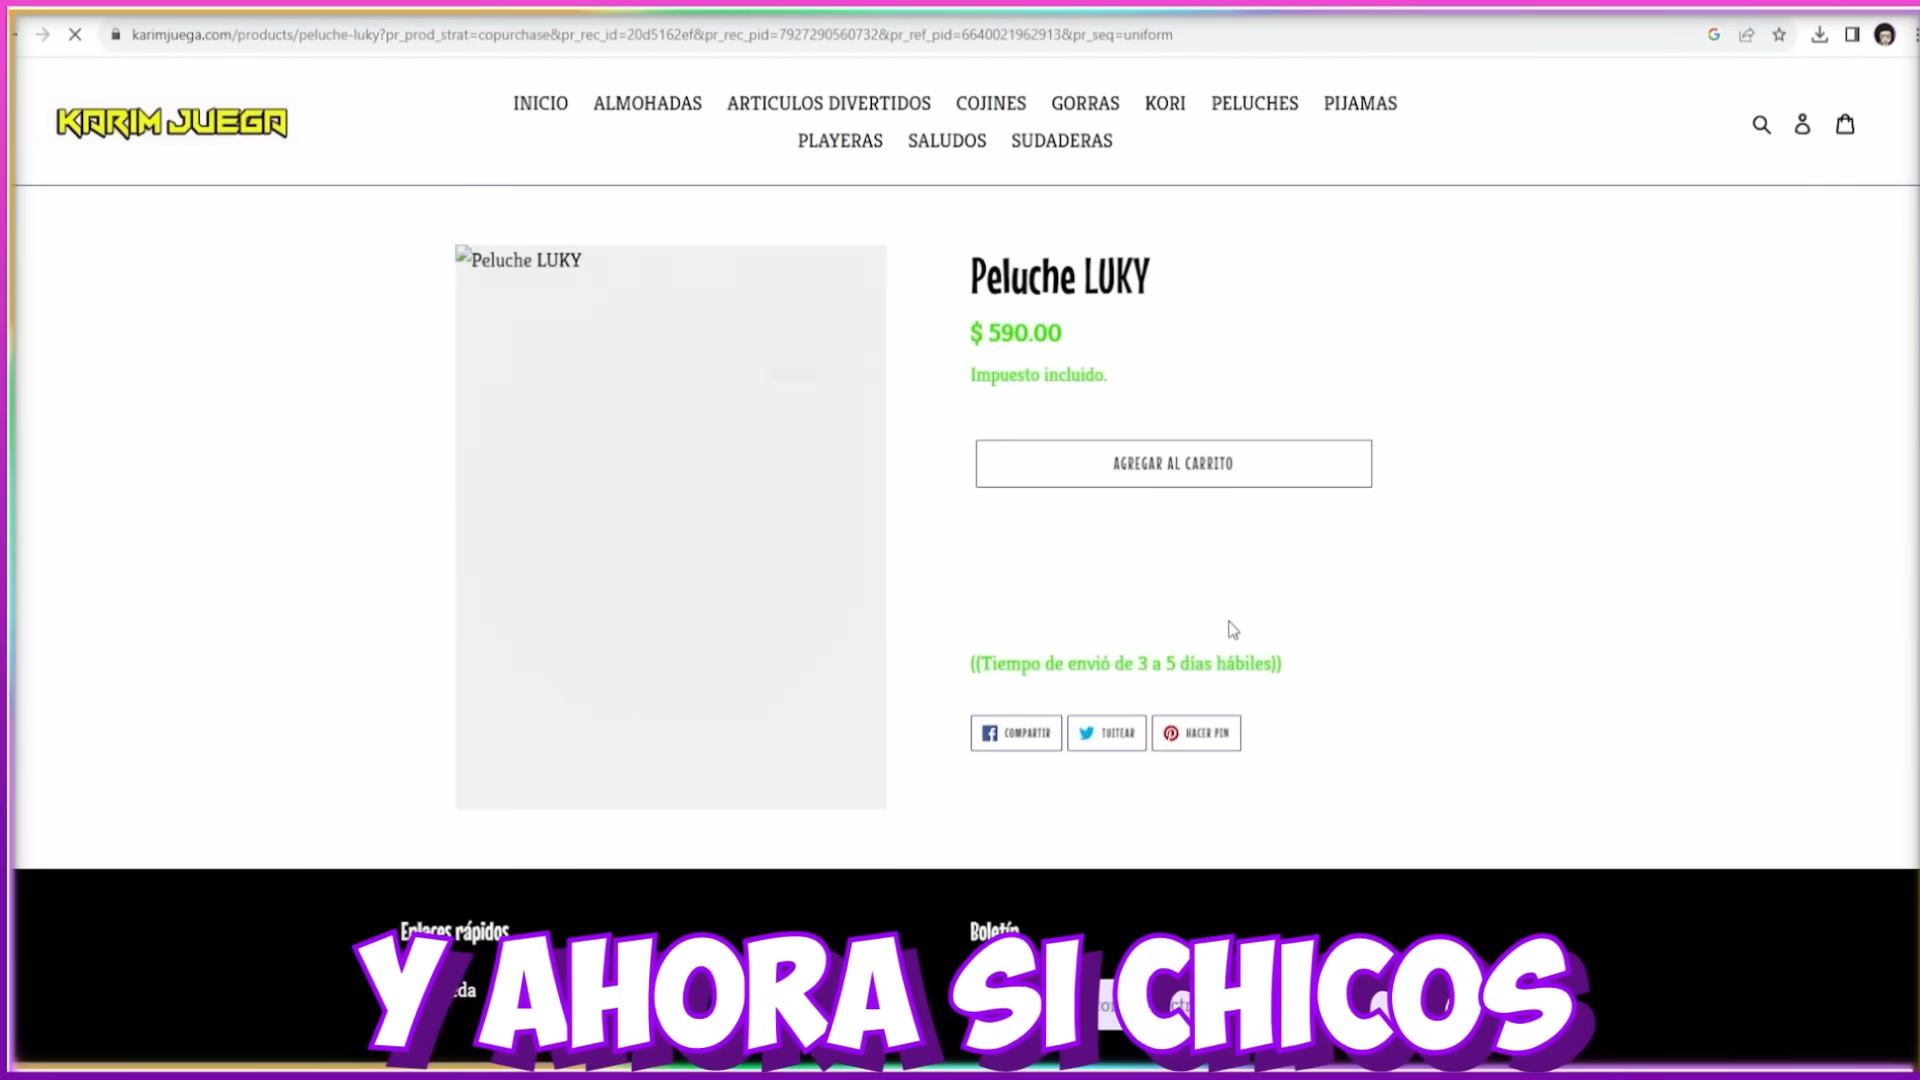 karimjuega.com/products/peluche-luky?pr_prod_strat=copurchase&pr_rec_id=20d5162ef&pr_rec_pid=7927290560732&pr_ref_pid=6640021962913&pr_seq=uniform
KARIM JUEGA
INICIO ALMOHADAS ARTICULOS DIVERTIDOS COJINES GORRAS KORI PELUCHES PIJAMAS
PLAYERAS SALUDOS SUDADERAS
Peluche LUKY
Peluche LUKY
$ 590.00
Impuesto incluido.
AGREGAR AL CARRITO
((Tiempo de envió de 3 a 5 días hábiles))
COMPARTIR TUITEAR HACER PIN
Enlaces rápidos
Boletín
Y AHORA SI CHICOS